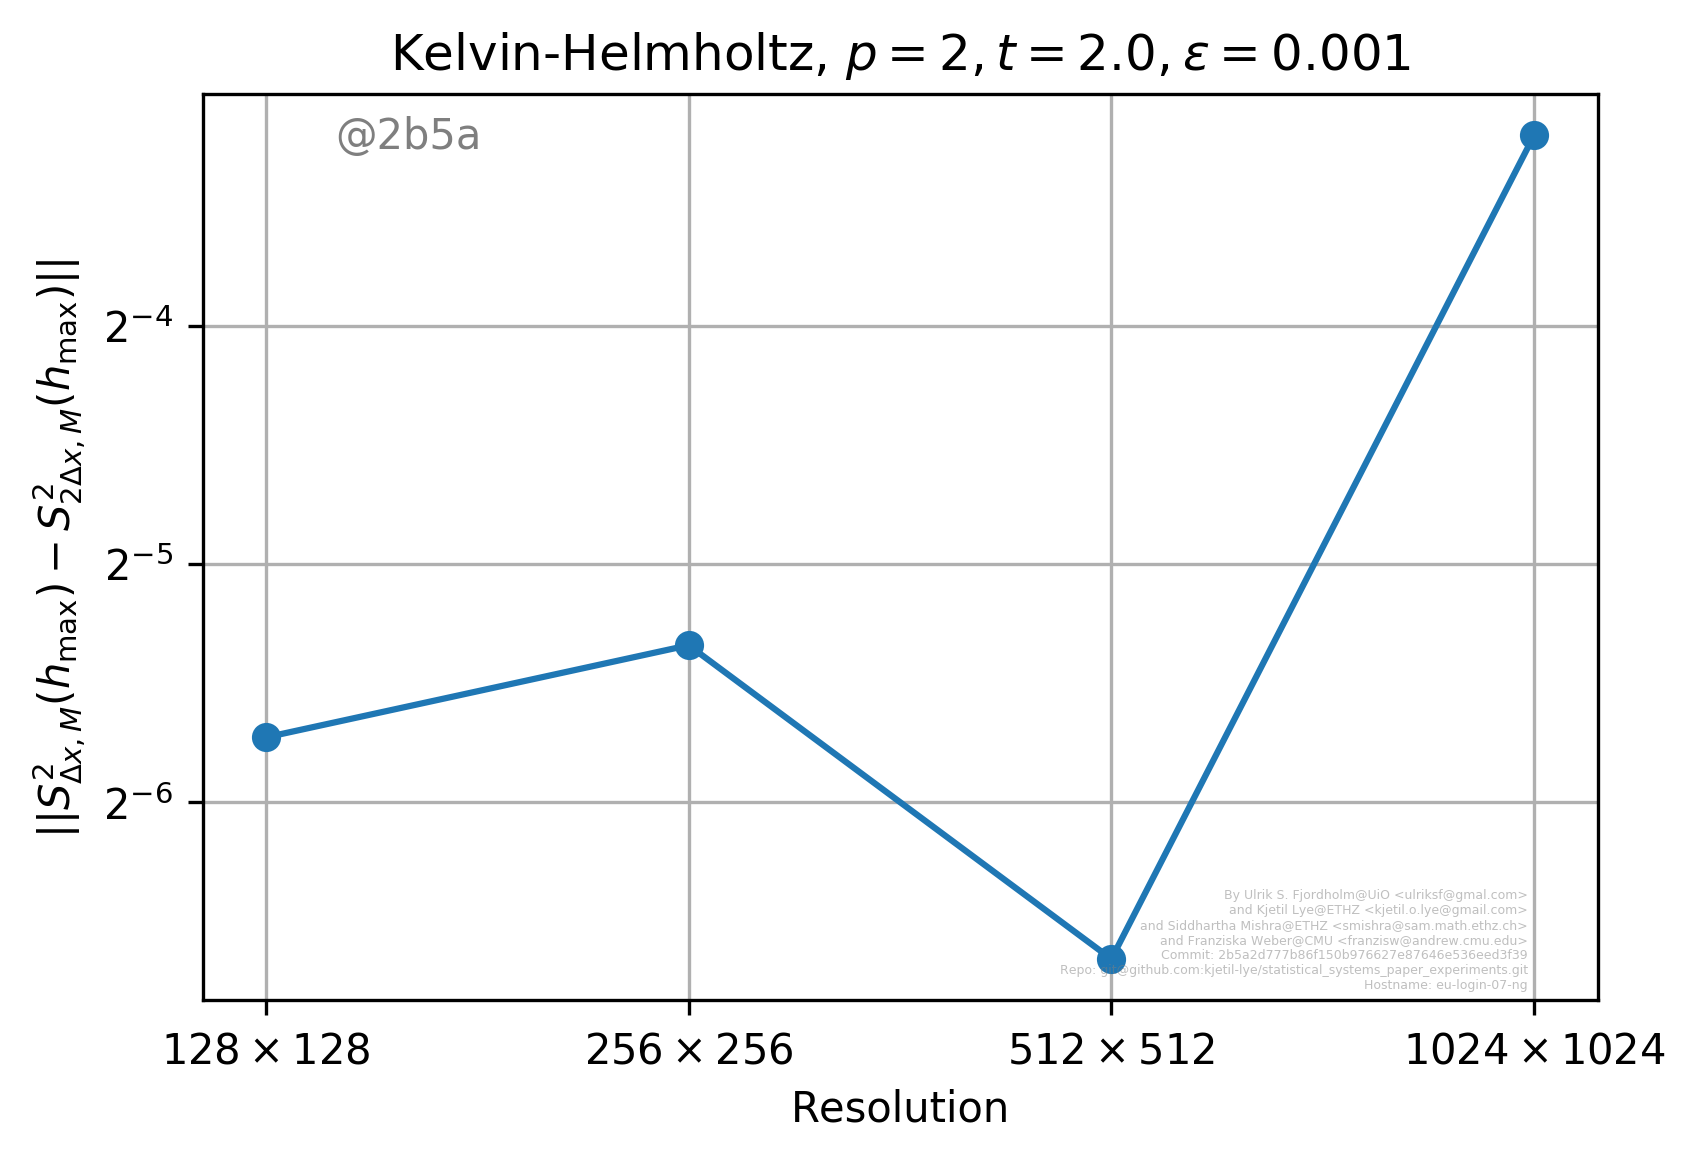 Kelvin-Helmholtz, p = 2, t = 2.0, ε = 0.001
@2b5a
||S²_{Δx, M}(h_max) − S²_{2Δx, M}(h_max)||
2⁻⁴
2⁻⁵
2⁻⁶
By Ulrik S. Fjordholm@UiO <ulriksf@gmal.com>
and Kjetil Lye@ETHZ <kjetil.o.lye@gmail.com>
and Siddhartha Mishra@ETHZ <smishra@sam.math.ethz.ch>
and Franziska Weber@CMU <franzisw@andrew.cmu.edu>
Commit: 2b5a2d777b86f150b976627e87646e536eed3f39
Repo: git@github.com:kjetil-lye/statistical_systems_paper_experiments.git
Hostname: eu-login-07-ng
128 × 128
256 × 256
512 × 512
1024 × 1024
Resolution